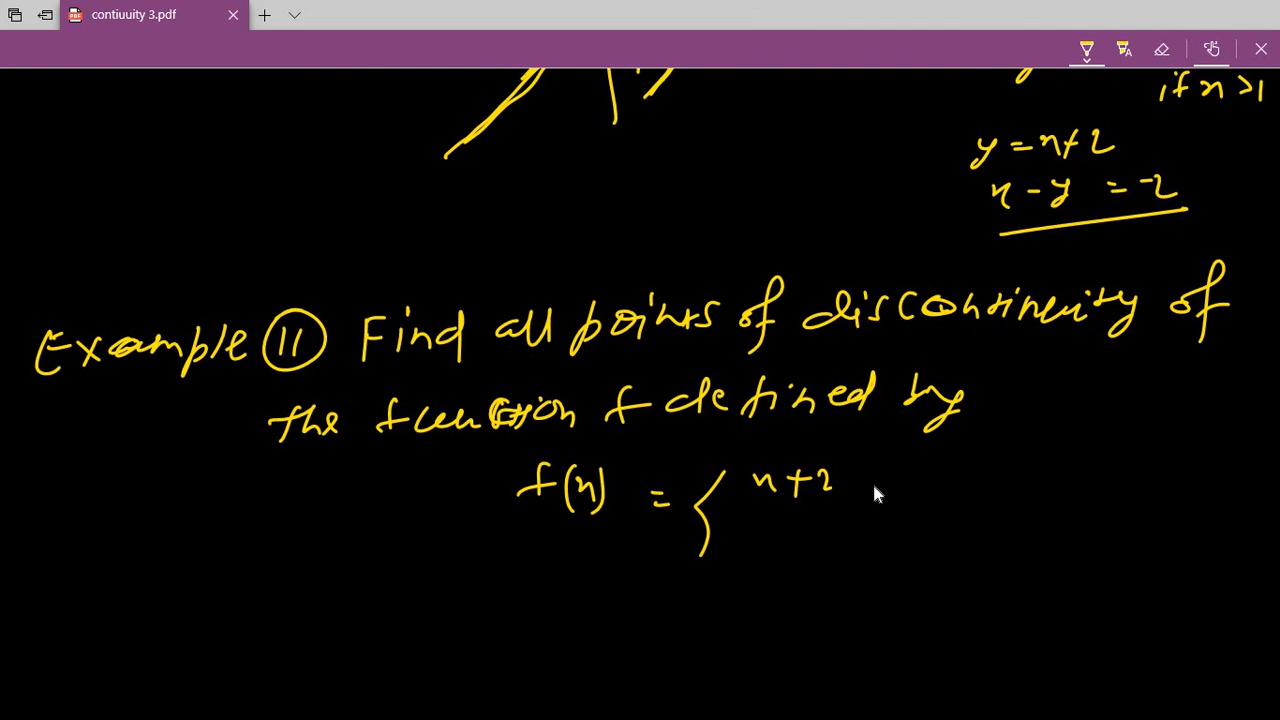 contiuuity 3.pdf
if x >1
y = x+2
x - y = -2
Example 11 Find all points of discontinuity of
the function f defined by
f(x) = { x+2